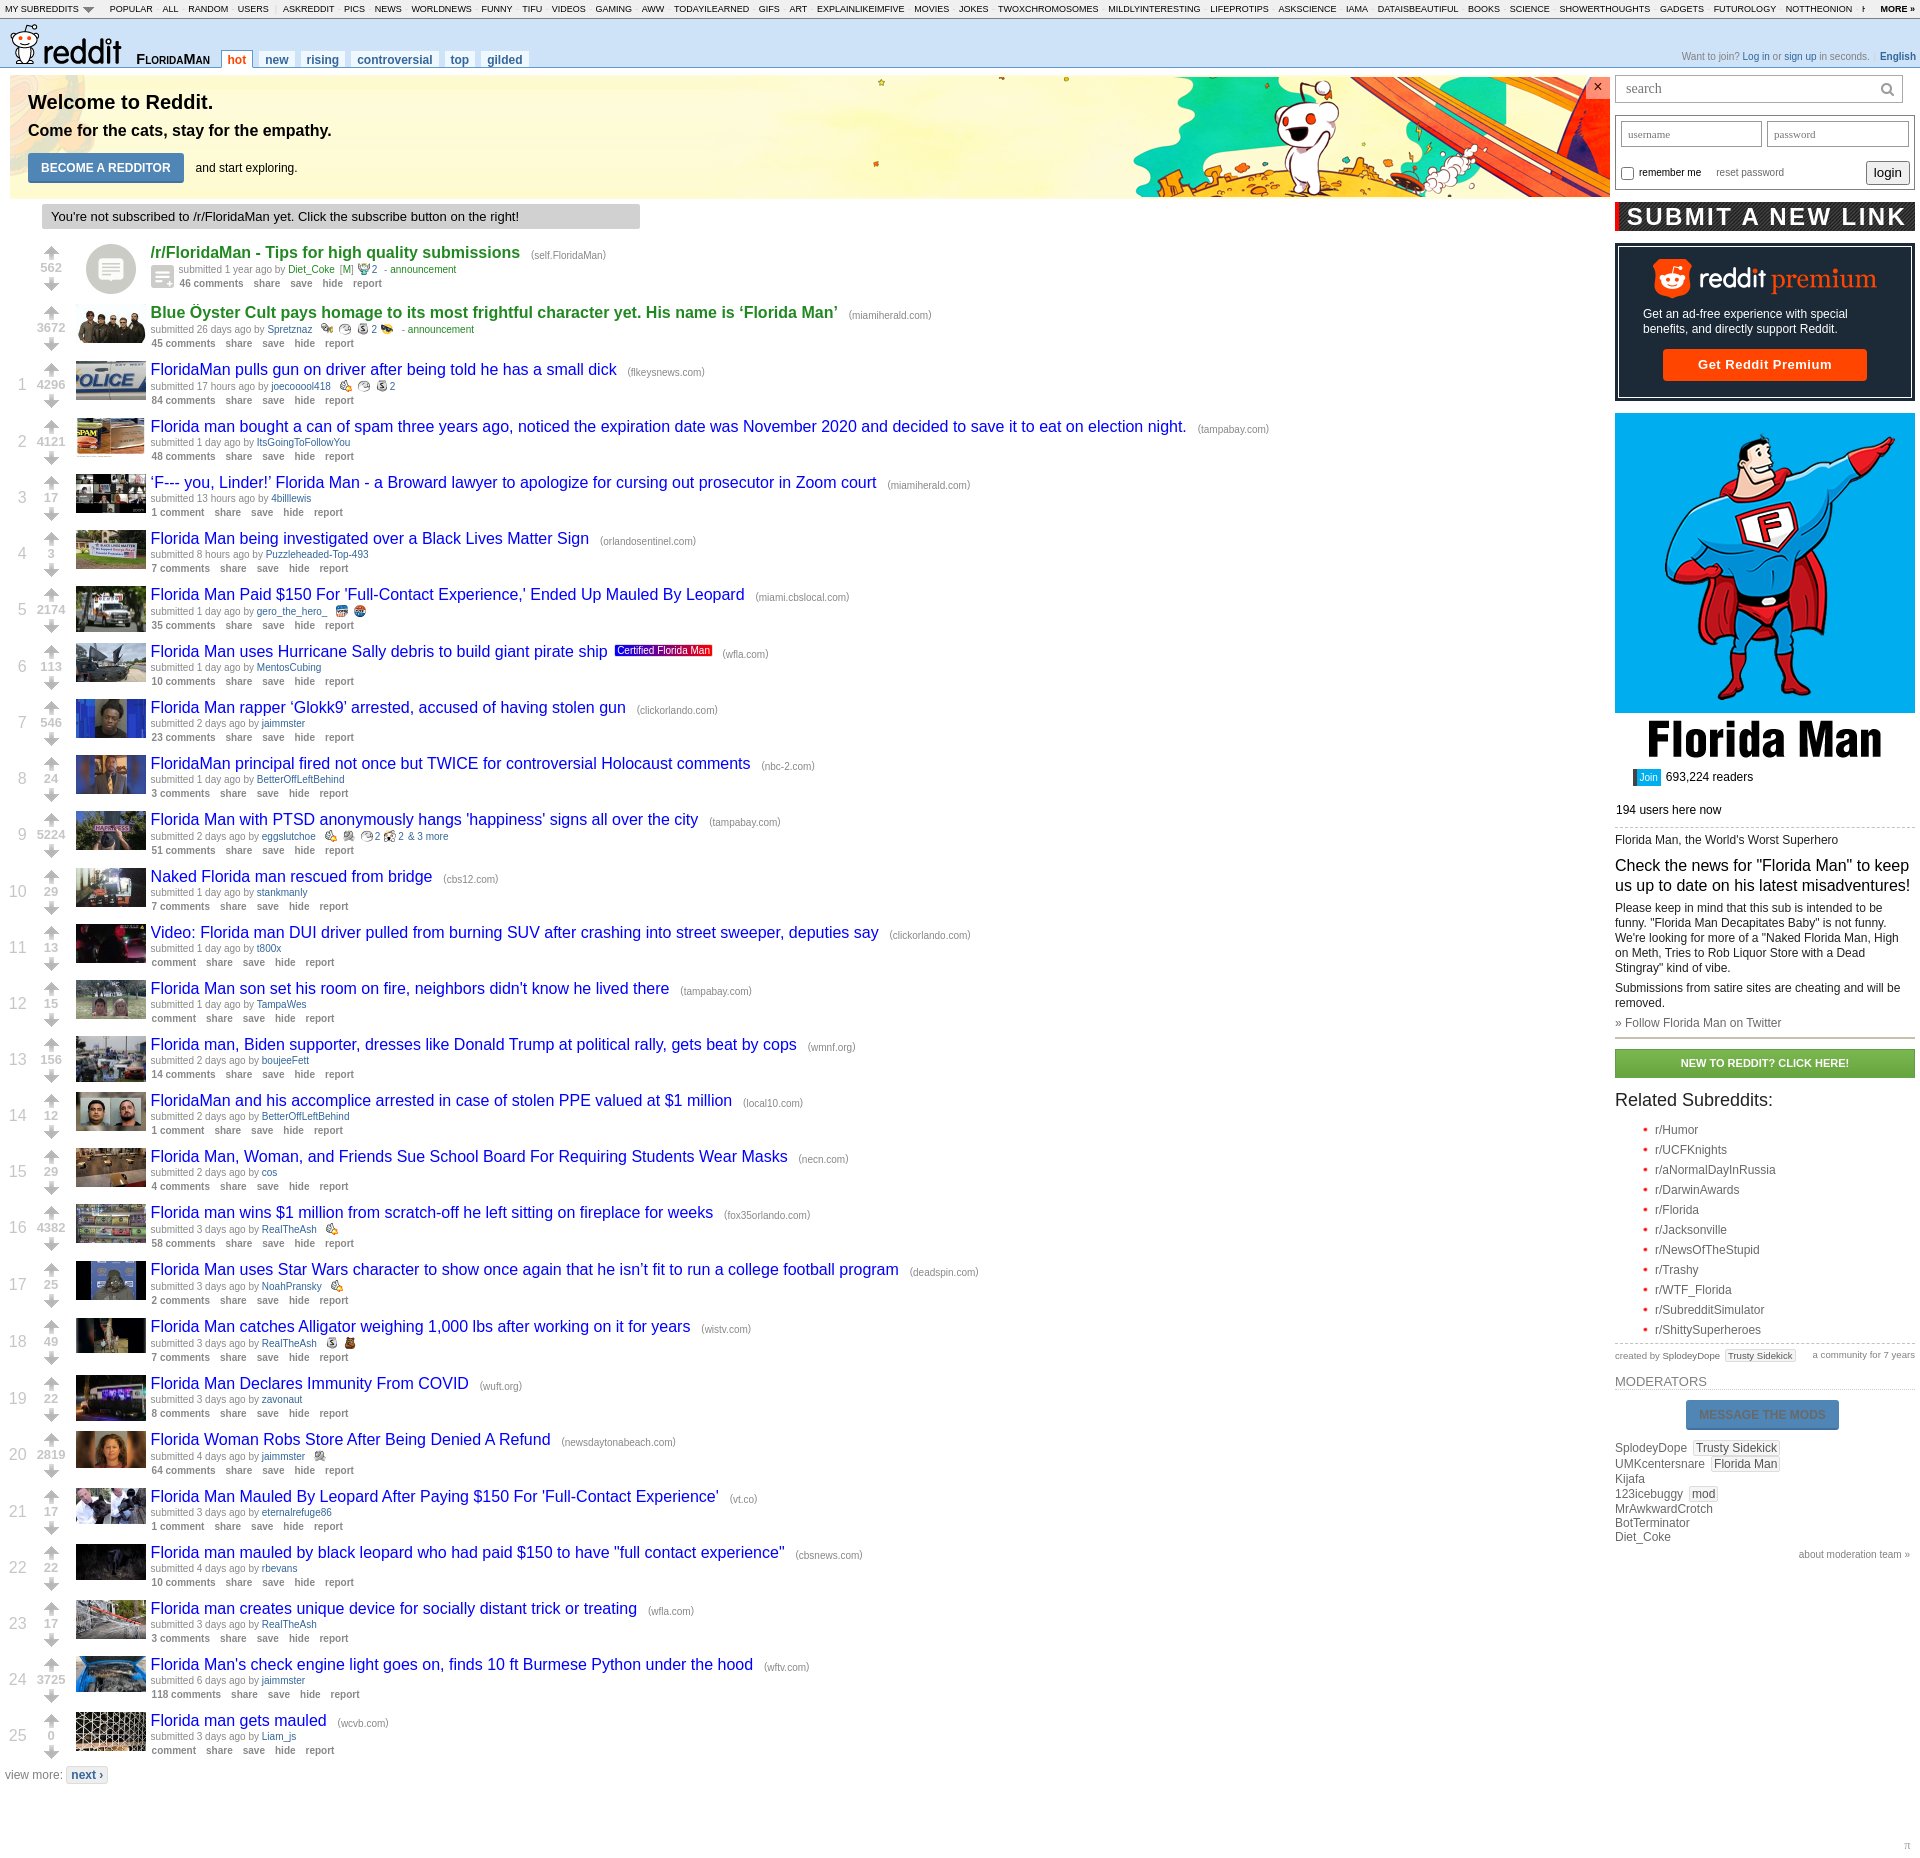 MY SUBREDDITS POPULAR ALL RANDOM USERS | ASKREDDIT PICS NEWS WORLDNEWS FUNNY TIFU VIDEOS GAMING AWW TODAYILEARNED GIFS ART EXPLAINLIKEIMFIVE MOVIES JOKES TWOXCHROMOSOMES MILDLYINTERESTING LIFEPROTIPS ASKSCIENCE IAMA DATAISBEAUTIFUL BOOKS SCIENCE SHOWERTHOUGHTS GADGETS FUTUROLOGY NOTTHEONION MORE »
reddit FLORIDAMAN hot new rising controversial top gilded
Want to join? Log in or sign up in seconds. | English
Welcome to Reddit.
Come for the cats, stay for the empathy.
BECOME A REDDITOR and start exploring.
×
You're not subscribed to /r/FloridaMan yet. Click the subscribe button on the right!
562
/r/FloridaMan - Tips for high quality submissions (self.FloridaMan)
submitted 1 year ago by Diet_Coke [M] 2 - announcement
46 comments share save hide report
3672
Blue Öyster Cult pays homage to its most frightful character yet. His name is ‘Florida Man’ (miamiherald.com)
submitted 26 days ago by Spretznaz 2 - announcement
45 comments share save hide report
1 4296
POLICE
FloridaMan pulls gun on driver after being told he has a small dick (flkeysnews.com)
submitted 17 hours ago by joecooool418 2
84 comments share save hide report
2 4121
SPAM
Florida man bought a can of spam three years ago, noticed the expiration date was November 2020 and decided to save it to eat on election night. (tampabay.com)
submitted 1 day ago by ItsGoingToFollowYou
48 comments share save hide report
3 17
‘F--- you, Linder!’ Florida Man - a Broward lawyer to apologize for cursing out prosecutor in Zoom court (miamiherald.com)
submitted 13 hours ago by 4billlewis
1 comment share save hide report
4 3
Florida Man being investigated over a Black Lives Matter Sign (orlandosentinel.com)
submitted 8 hours ago by Puzzleheaded-Top-493
7 comments share save hide report
5 2174
Florida Man Paid $150 For 'Full-Contact Experience,' Ended Up Mauled By Leopard (miami.cbslocal.com)
submitted 1 day ago by gero_the_hero_
35 comments share save hide report
6 113
Florida Man uses Hurricane Sally debris to build giant pirate ship Certified Florida Man (wfla.com)
submitted 1 day ago by MentosCubing
10 comments share save hide report
7 546
Florida Man rapper ‘Glokk9’ arrested, accused of having stolen gun (clickorlando.com)
submitted 2 days ago by jaimmster
23 comments share save hide report
8 24
FloridaMan principal fired not once but TWICE for controversial Holocaust comments (nbc-2.com)
submitted 1 day ago by BetterOffLeftBehind
3 comments share save hide report
9 5224
Florida Man with PTSD anonymously hangs 'happiness' signs all over the city (tampabay.com)
submitted 2 days ago by eggslutchoe 2 2 & 3 more
51 comments share save hide report
10 29
Naked Florida man rescued from bridge (cbs12.com)
submitted 1 day ago by stankmanly
7 comments share save hide report
11 13
Video: Florida man DUI driver pulled from burning SUV after crashing into street sweeper, deputies say (clickorlando.com)
submitted 1 day ago by t800x
comment share save hide report
12 15
Florida Man son set his room on fire, neighbors didn't know he lived there (tampabay.com)
submitted 1 day ago by TampaWes
comment share save hide report
13 156
Florida man, Biden supporter, dresses like Donald Trump at political rally, gets beat by cops (wmnf.org)
submitted 2 days ago by boujeeFett
14 comments share save hide report
14 12
FloridaMan and his accomplice arrested in case of stolen PPE valued at $1 million (local10.com)
submitted 2 days ago by BetterOffLeftBehind
1 comment share save hide report
15 29
Florida Man, Woman, and Friends Sue School Board For Requiring Students Wear Masks (necn.com)
submitted 2 days ago by cos
4 comments share save hide report
16 4382
Florida man wins $1 million from scratch-off he left sitting on fireplace for weeks (fox35orlando.com)
submitted 3 days ago by RealTheAsh
58 comments share save hide report
17 25
Florida Man uses Star Wars character to show once again that he isn’t fit to run a college football program (deadspin.com)
submitted 3 days ago by NoahPransky
2 comments share save hide report
18 49
Florida Man catches Alligator weighing 1,000 lbs after working on it for years (wistv.com)
submitted 3 days ago by RealTheAsh
7 comments share save hide report
19 22
Florida Man Declares Immunity From COVID (wuft.org)
submitted 3 days ago by zavonaut
8 comments share save hide report
20 2819
Florida Woman Robs Store After Being Denied A Refund (newsdaytonabeach.com)
submitted 4 days ago by jaimmster
64 comments share save hide report
21 17
Florida Man Mauled By Leopard After Paying $150 For 'Full-Contact Experience' (vt.co)
submitted 3 days ago by eternalrefuge86
1 comment share save hide report
22 22
Florida man mauled by black leopard who had paid $150 to have "full contact experience" (cbsnews.com)
submitted 4 days ago by rbevans
10 comments share save hide report
23 17
Florida man creates unique device for socially distant trick or treating (wfla.com)
submitted 3 days ago by RealTheAsh
3 comments share save hide report
24 3725
Florida Man's check engine light goes on, finds 10 ft Burmese Python under the hood (wftv.com)
submitted 6 days ago by jaimmster
118 comments share save hide report
25 0
Florida man gets mauled (wcvb.com)
submitted 3 days ago by Liam_js
comment share save hide report
view more: next ›
search
username password
remember me reset password login
SUBMIT A NEW LINK
reddit premium
Get an ad-free experience with special
benefits, and directly support Reddit.
Get Reddit Premium
F
Florida Man
Join 693,224 readers
194 users here now
Florida Man, the World's Worst Superhero
Check the news for "Florida Man" to keep
us up to date on his latest misadventures!
Please keep in mind that this sub is intended to be
funny. "Florida Man Decapitates Baby" is not funny.
We're looking for more of a "Naked Florida Man, High
on Meth, Tries to Rob Liquor Store with a Dead
Stingray" kind of vibe.
Submissions from satire sites are cheating and will be
removed.
» Follow Florida Man on Twitter
NEW TO REDDIT? CLICK HERE!
Related Subreddits:
r/Humor
r/UCFKnights
r/aNormalDayInRussia
r/DarwinAwards
r/Florida
r/Jacksonville
r/NewsOfTheStupid
r/Trashy
r/WTF_Florida
r/SubredditSimulator
r/ShittySuperheroes
created by SplodeyDope Trusty Sidekick a community for 7 years
MODERATORS
MESSAGE THE MODS
SplodeyDope Trusty Sidekick
UMKcentersnare Florida Man
Kijafa
123icebuggy mod
MrAwkwardCrotch
BotTerminator
Diet_Coke
about moderation team »
π